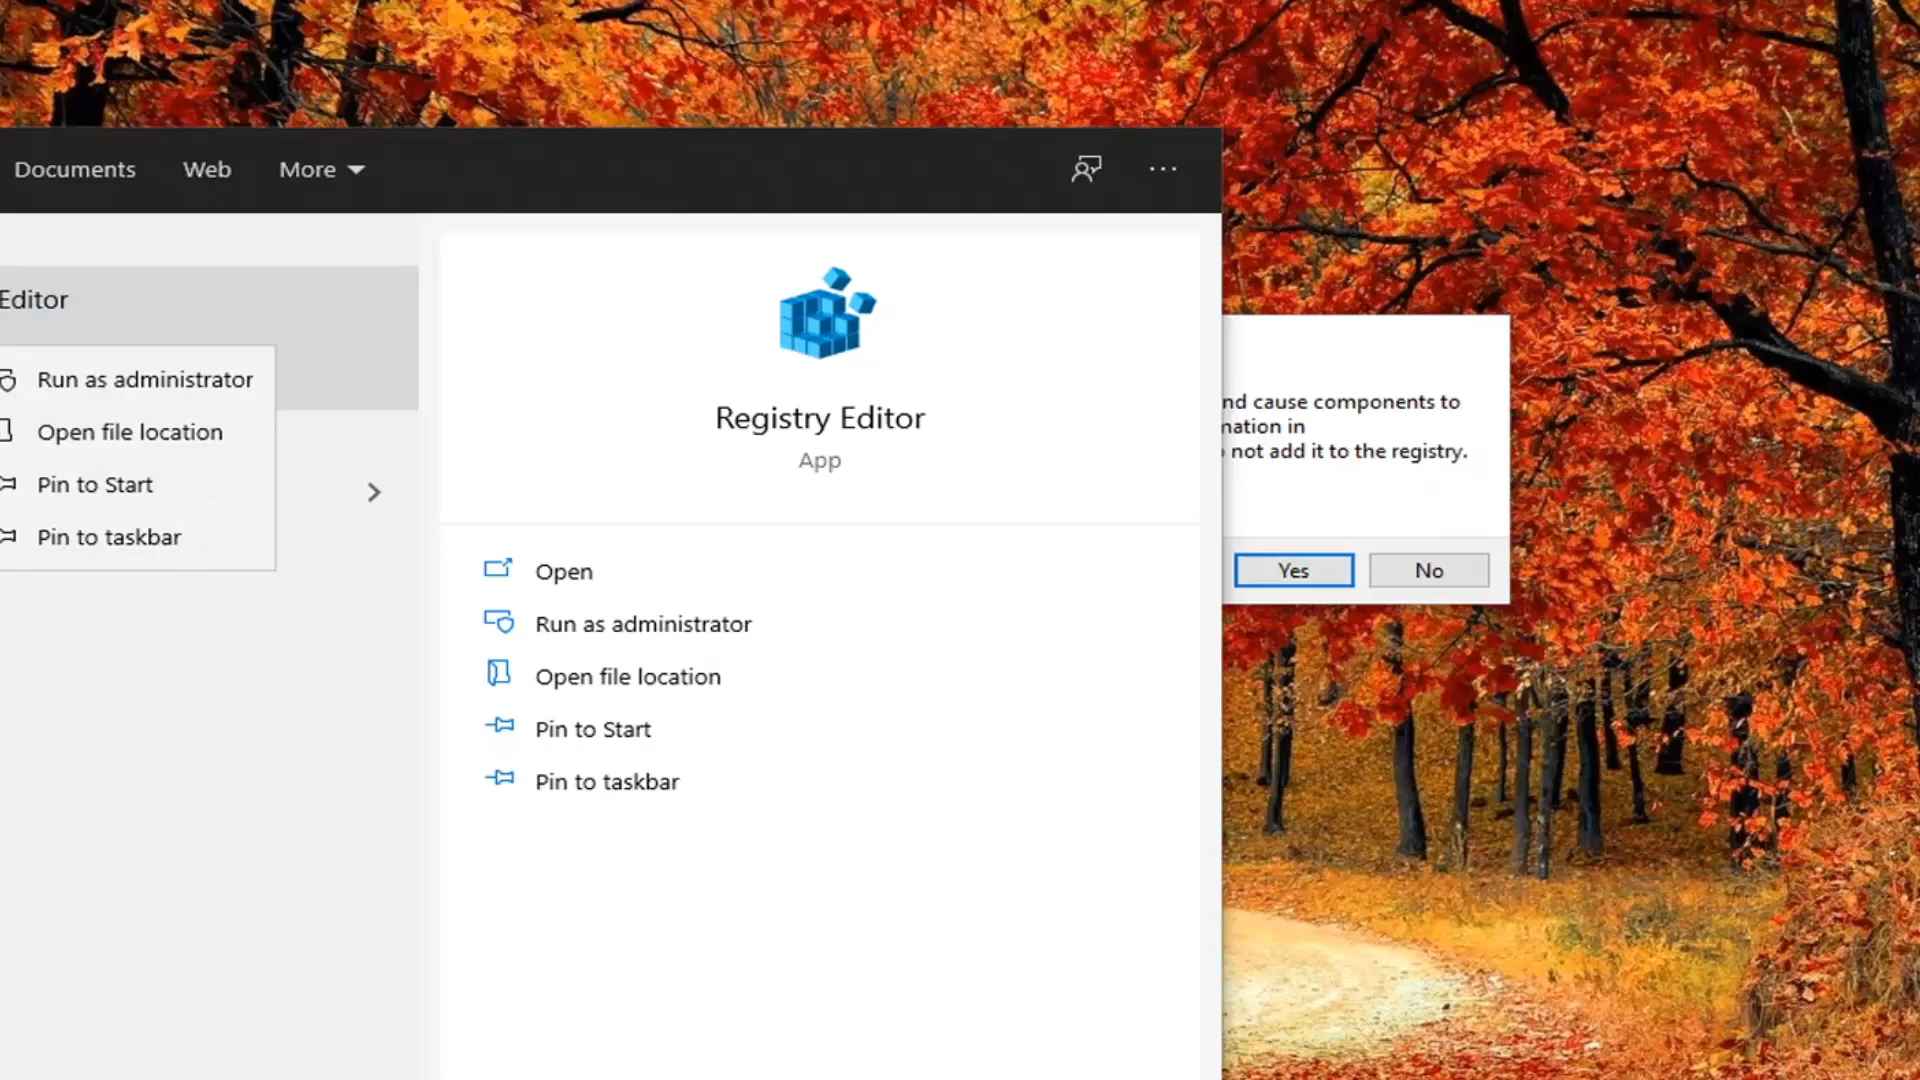 Documents Web More
Editor
Run as administrator
Open file location
Pin to Start
Pin to taskbar
Registry Editor
App
Open
Run as administrator
Open file location
Pin to Start
Pin to taskbar
cause components to
in
not add it to the registry.
Yes No